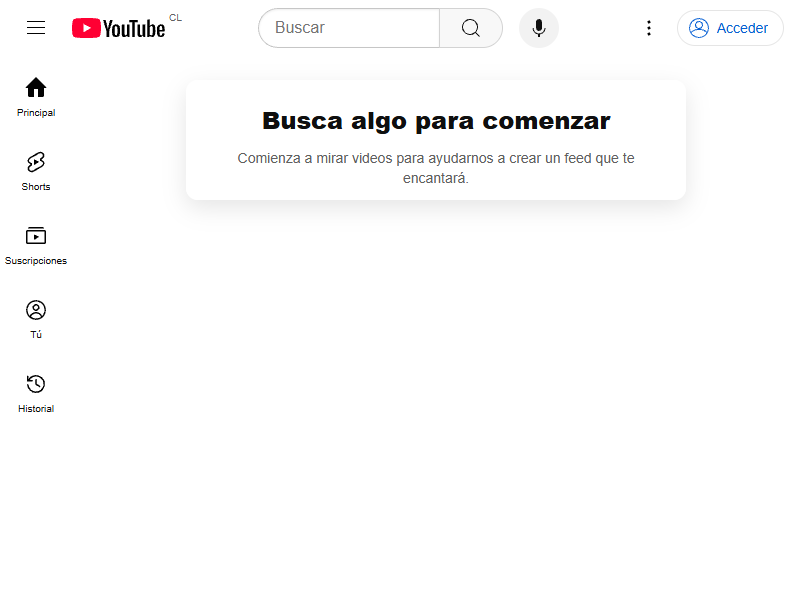 YouTube CL
Buscar
Acceder
Principal
Shorts
Suscripciones
Tú
Historial
Busca algo para comenzar
Comienza a mirar videos para ayudarnos a crear un feed que te
encantará.